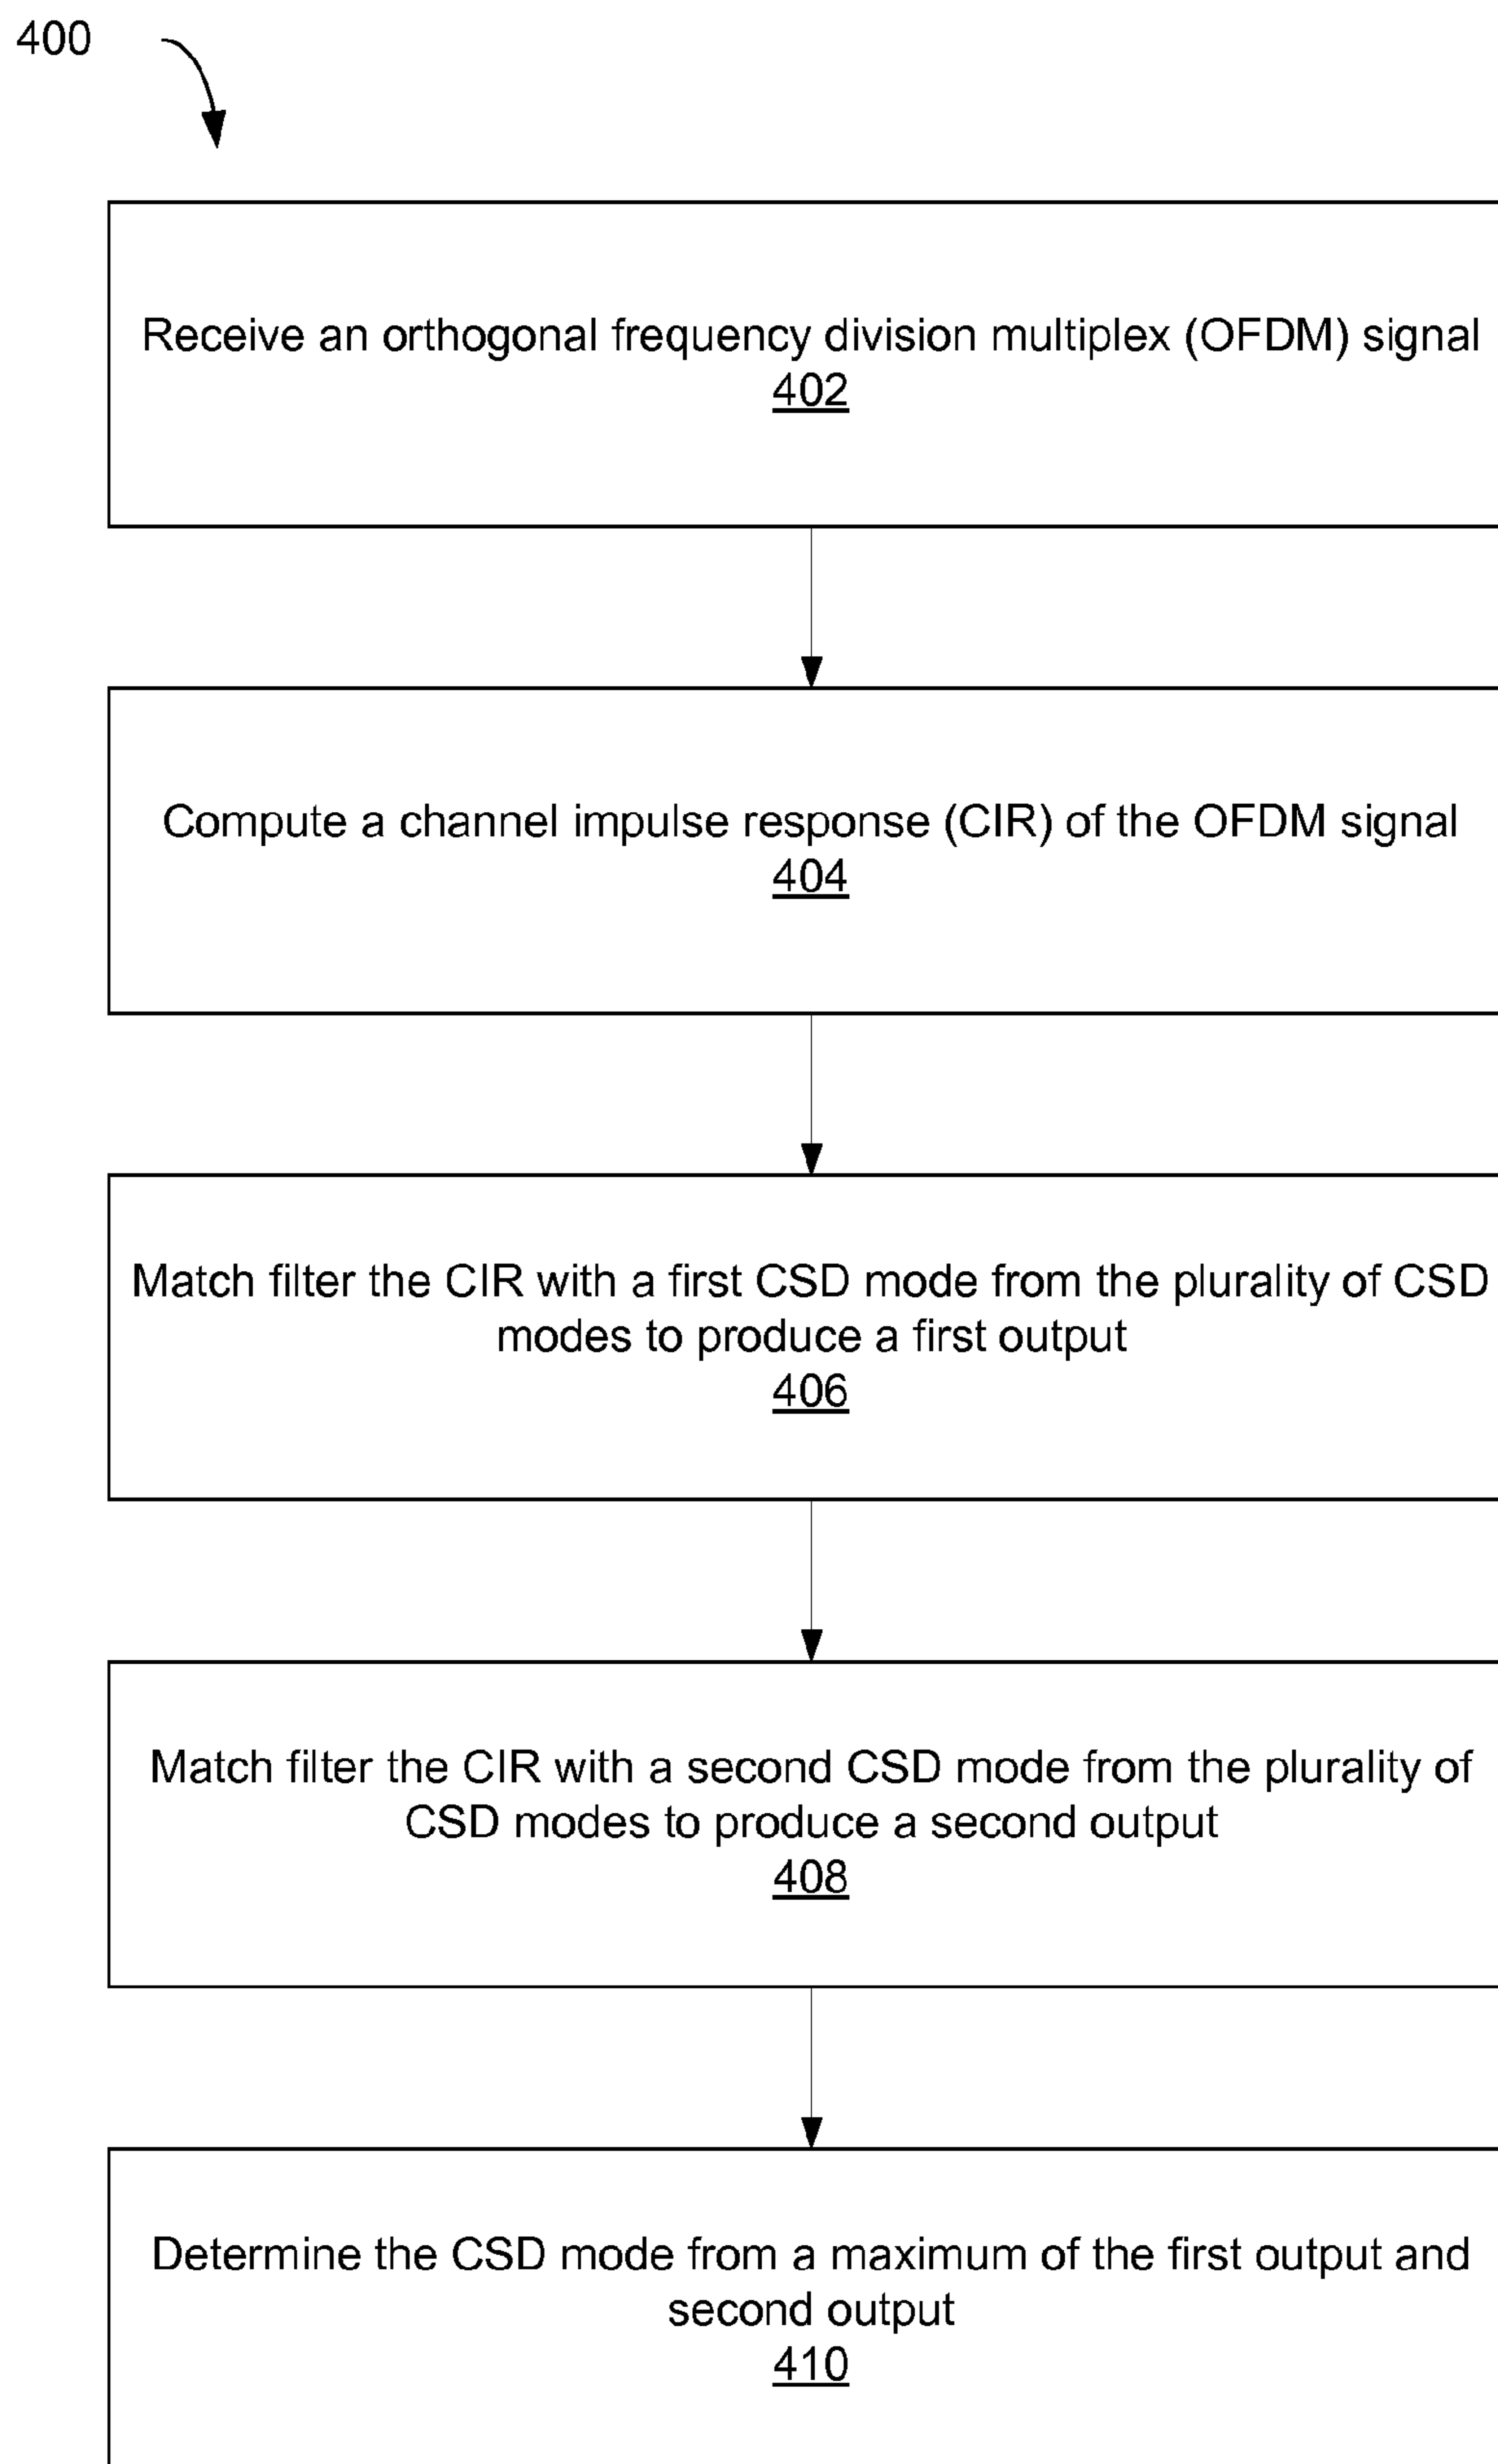 400
Receive an orthogonal frequency division multiplex (OFDM) signal
402
Compute a channel impulse response (CIR) of the OFDM signal
404
Match filter the CIR with a first CSD mode from the plurality of CSD
modes to produce a first output
406
Match filter the CIR with a second CSD mode from the plurality of
CSD modes to produce a second output
408
Determine the CSD mode from a maximum of the first output and
second output
410